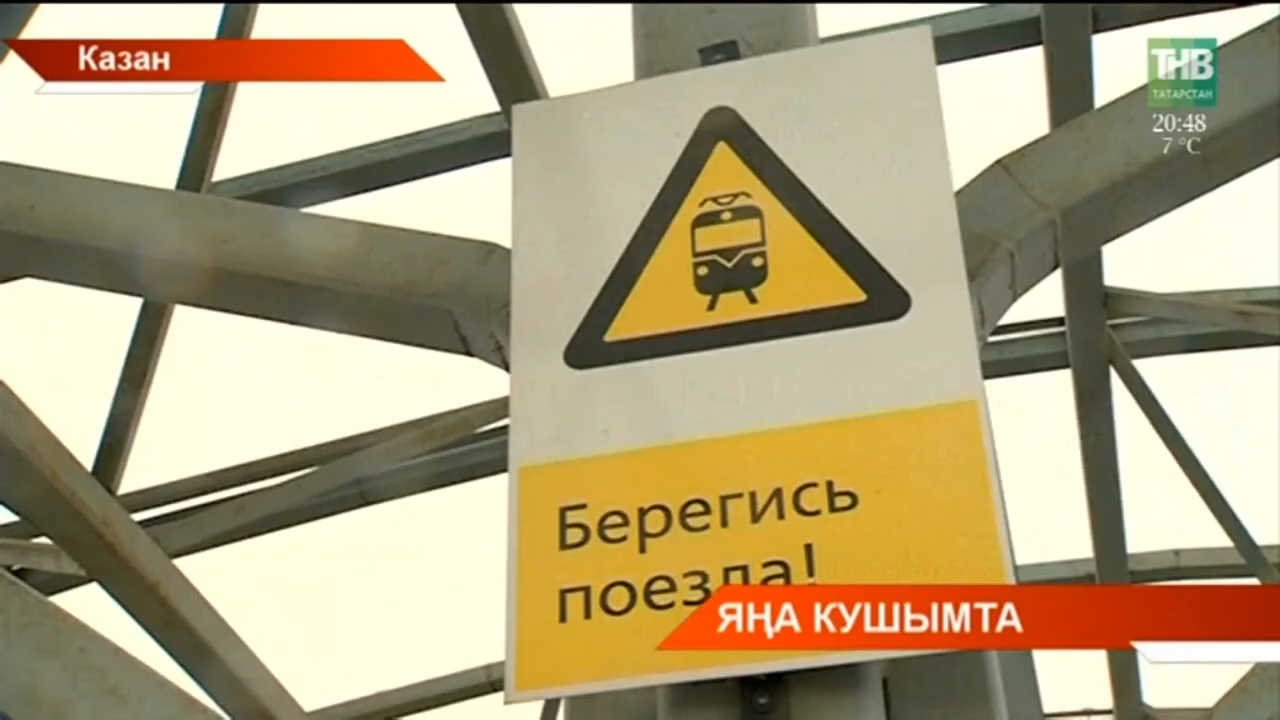 Казан
ТНВ
ТАТАРСТАН
20:48
7 °C
Берегись
поезда!
ЯҢА КУШЫМТА